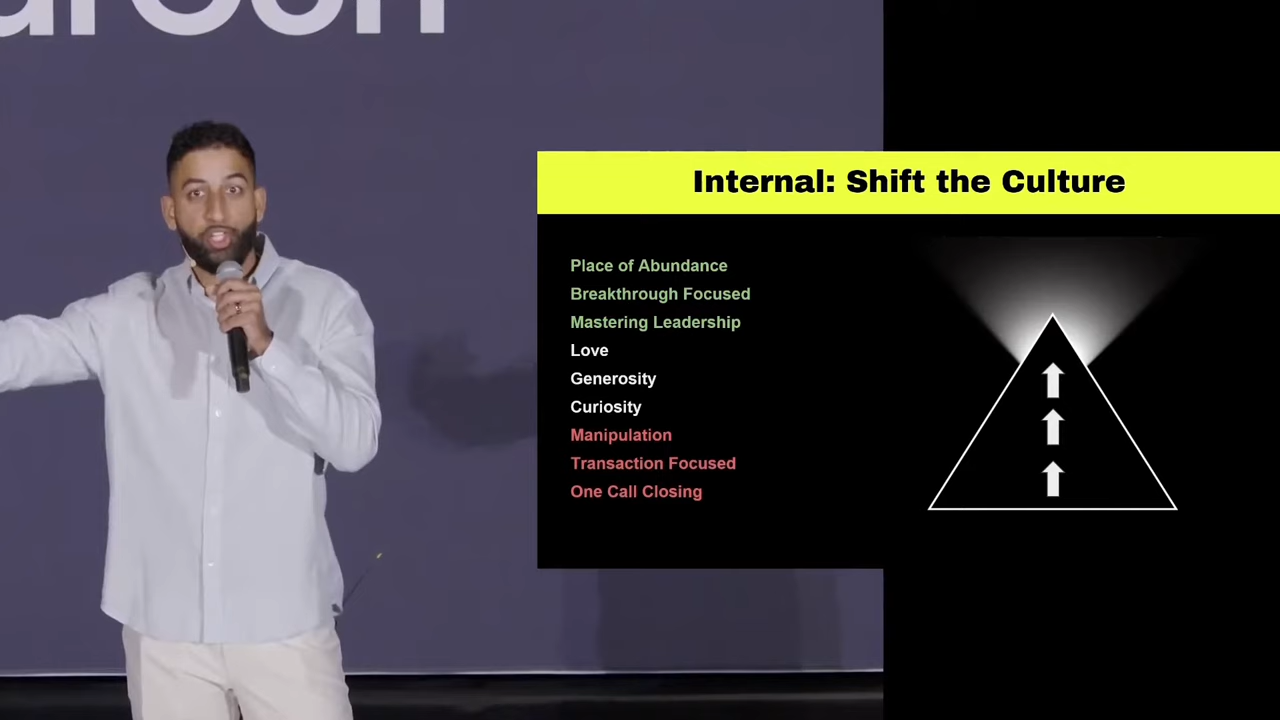 Internal: Shift the Culture
Place of Abundance
Breakthrough Focused
Mastering Leadership
Love
Generosity
Curiosity
Manipulation
Transaction Focused
One Call Closing